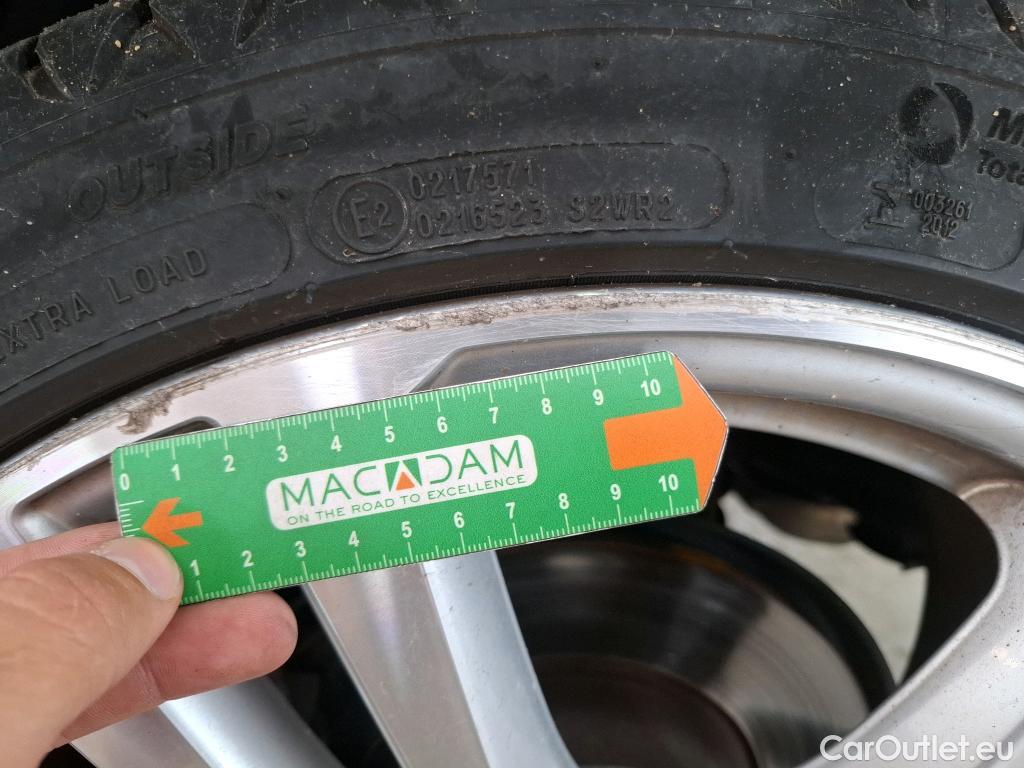 OUTSIDE
E2
0217571
0216523 S2WR2
EXTRA LOAD
003261
2012
0 1 2 3 4 5 6 7 8 9 10
MACADAM
ON THE ROAD TO EXCELLENCE
1 2 3 4 5 6 7 8 9 10
CarOutlet.eu